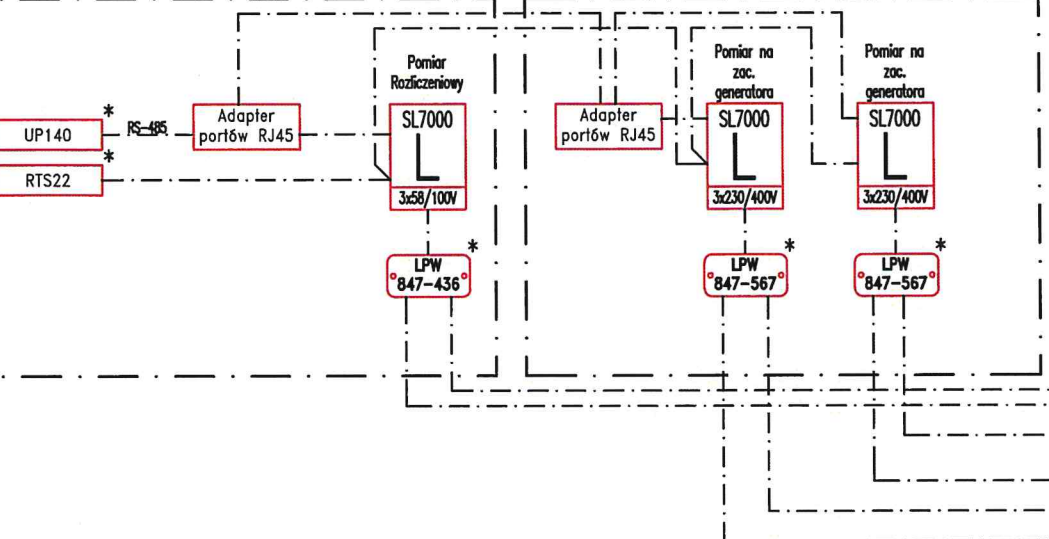 UP140
*
RS-485
Adapter
portów RJ45
RTS22
*
Pomiar
Rozliczeniowy
SL7000
L
3x58/100V
LPW
847-436
*
Adapter
portów RJ45
Pomiar na
zac.
generatora
SL7000
L
3x230/400V
LPW
847-567
*
Pomiar na
zac.
generatora
SL7000
L
3x230/400V
LPW
847-567
*